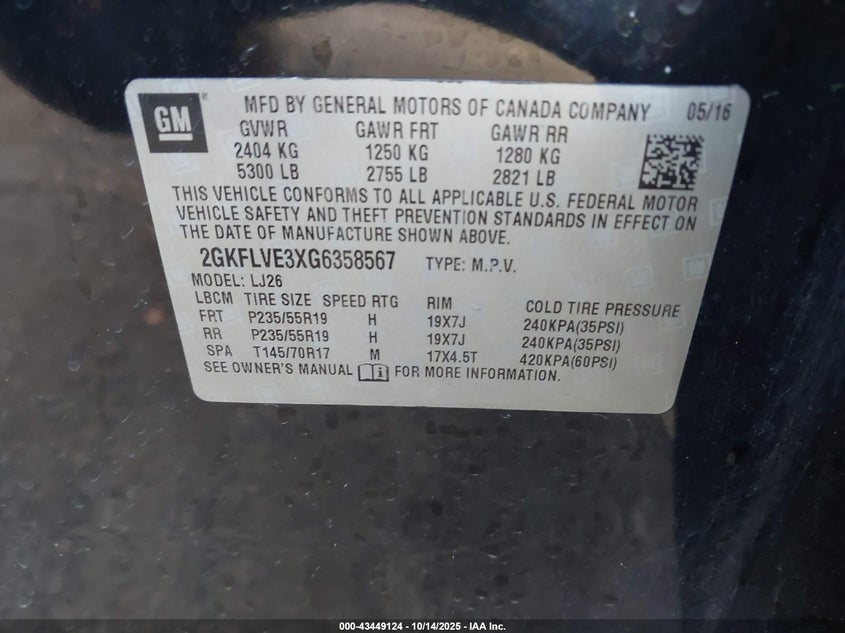 GM ® MFD BY GENERAL MOTORS OF CANADA COMPANY 05/16
GVWR GAWR FRT GAWR RR
2404 KG 1250 KG 1280 KG
5300 LB 2755 LB 2821 LB
THIS VEHICLE CONFORMS TO ALL APPLICABLE U.S. FEDERAL MOTOR
VEHICLE SAFETY AND THEFT PREVENTION STANDARDS IN EFFECT ON
THE DATE OF MANUFACTURE SHOWN ABOVE.
2GKFLVE3XG6358567 TYPE: M.P.V.
MODEL: LJ26
LBCM TIRE SIZE SPEED RTG RIM COLD TIRE PRESSURE
FRT P235/55R19 H 19X7J 240KPA(35PSI)
RR P235/55R19 H 19X7J 240KPA(35PSI)
SPA T145/70R17 M 17X4.5T 420KPA(60PSI)
SEE OWNER'S MANUAL i FOR MORE INFORMATION.
000-43449124 - 10/14/2025 - IAA Inc.